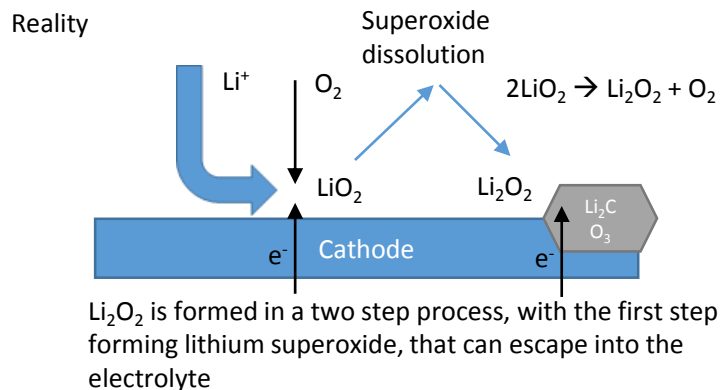 Reality
Superoxide
dissolution
Li⁺
O₂
2LiO₂ → Li₂O₂ + O₂
LiO₂
Li₂O₂
Li₂C
O₃
e⁻
Cathode
e⁻
Li₂O₂ is formed in a two step process, with the first step
forming lithium superoxide, that can escape into the
electrolyte